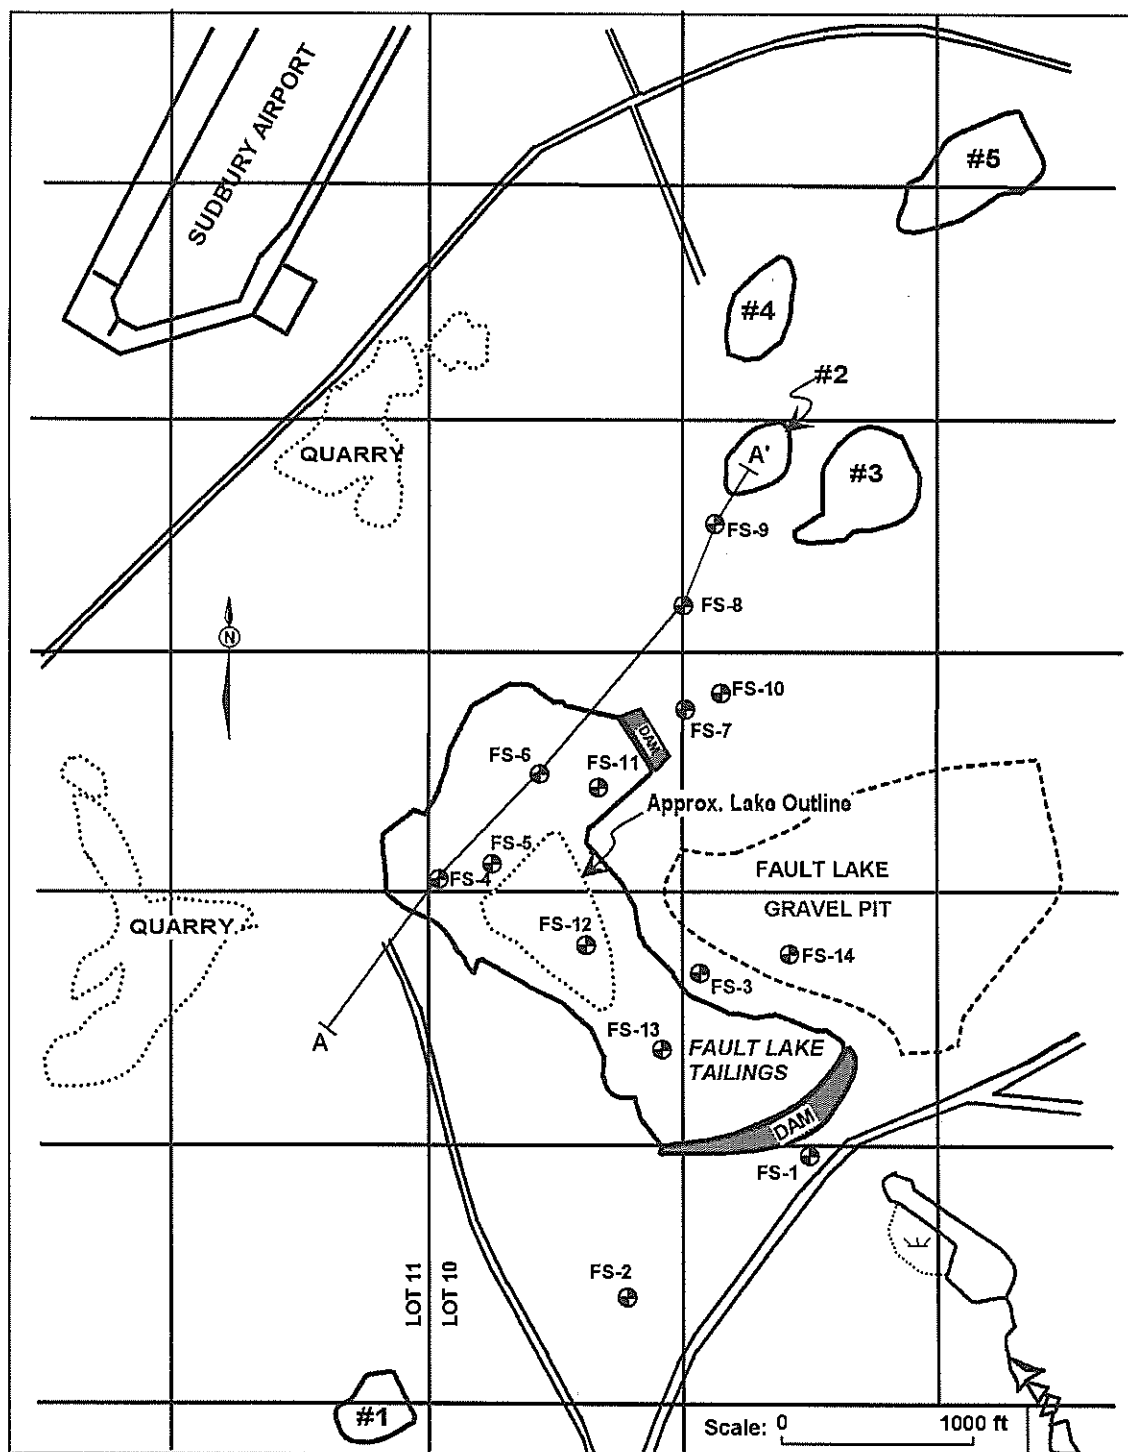 SUDBURY AIRPORT
#5
#4
#2
QUARRY
A'
#3
FS-9
FS-8
N
FS-10
FS-7
DAM
FS-6
FS-11
Approx. Lake Outline
FS-5
FS-4
FAULT LAKE
GRAVEL PIT
QUARRY
FS-12
FS-14
FS-3
A
FS-13
FAULT LAKE
TAILINGS
DAM
FS-1
FS-2
LOT 11
LOT 10
#1
Scale: 0 1000 ft